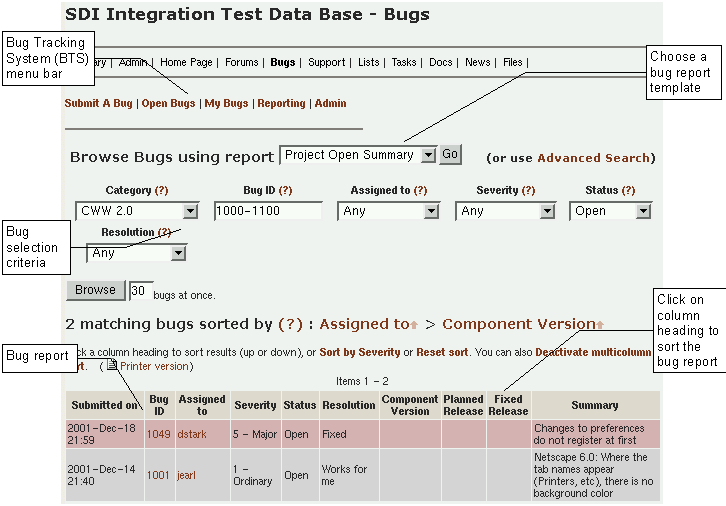 SDI Integration Test Data Base - Bugs
Bug Tracking
System (BTS)
menu bar
ary | Admin | Home Page | Forums | Bugs | Support | Lists | Tasks | Docs | News | Files |
Choose a
bug report
template
Submit A Bug | Open Bugs | My Bugs | Reporting | Admin
Browse Bugs using report Project Open Summary Go (or use Advanced Search)
Category (?) Bug ID (?) Assigned to (?) Severity (?) Status (?)
CWW 2.0 1000-1100 Any Any Open
Bug
selection
criteria
Resolution (?)
Any
Browse 30 bugs at once.
2 matching bugs sorted by (?) : Assigned to > Component Version
Click on
column
heading to
sort the
bug report
Bug report
ck a column heading to sort results (up or down), or Sort by Severity or Reset sort. You can also Deactivate multicolumn
rt. ( Printer version)
Items 1 - 2
Submitted on Bug ID Assigned to Severity Status Resolution Component Version Planned Release Fixed Release Summary
2001-Dec-18 21:59 1049 dstark 5 - Major Open Fixed Changes to preferences do not register at first
2001-Dec-14 21:40 1001 jearl 1 - Ordinary Open Works for me Netscape 6.0: Where the tab names appear (Printers, etc), there is no background color